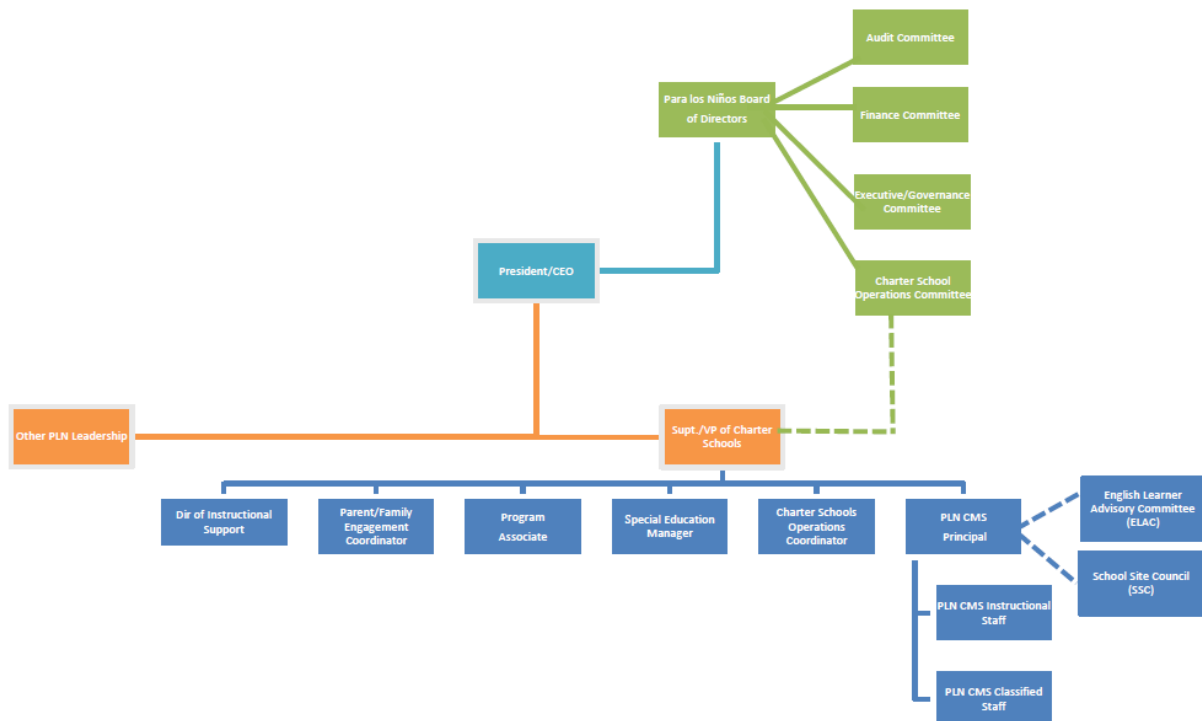 Audit Committee
Para los Niños Board
of Directors
Finance Committee
Executive/Governance
Committee
President/CEO
Charter School
Operations Committee
Other PLN Leadership
Supt./VP of Charter
Schools
Dir of Instructional
Support
Parent/Family
Engagement
Coordinator
Program
Associate
Special Education
Manager
Charter Schools
Operations
Coordinator
PLN CMS
Principal
English Learner
Advisory Committee
(ELAC)
School Site Council
(SSC)
PLN CMS Instructional
Staff
PLN CMS Classified
Staff